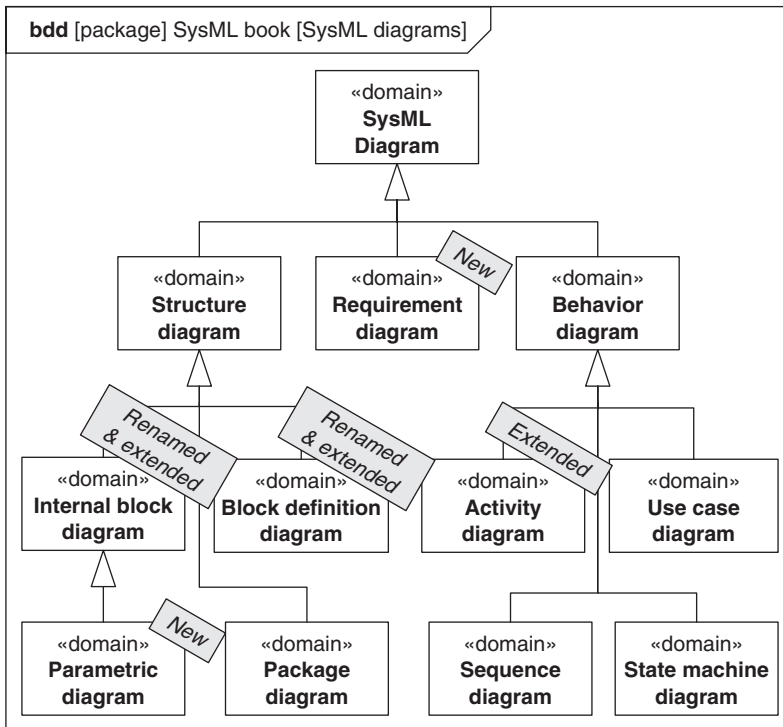 bdd [package] SysML book [SysML diagrams]
«domain»
SysML
Diagram
«domain»
Structure
diagram
«domain»
Requirement
diagram
New
«domain»
Behavior
diagram
Renamed
& extended
Renamed
& extended
Extended
«domain»
Internal block
diagram
«domain»
Block definition
diagram
«domain»
Activity
diagram
«domain»
Use case
diagram
«domain»
Parametric
diagram
New
«domain»
Package
diagram
«domain»
Sequence
diagram
«domain»
State machine
diagram